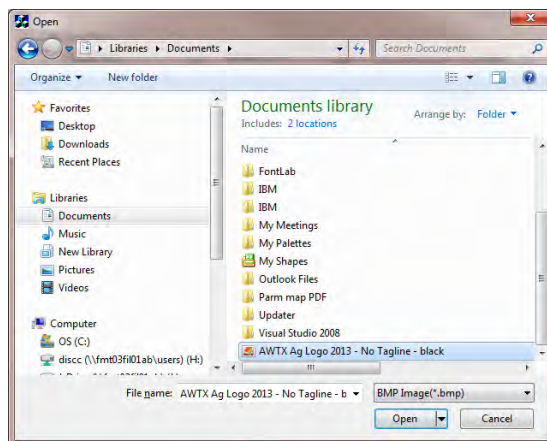 Open
Libraries Documents
Search Documents
Organize New folder
Favorites
Desktop
Downloads
Recent Places
Libraries
Documents
Music
New Library
Pictures
Videos
Computer
OS (C:)
discc (\\fmt03fil01ab\users) (H:)
Documents library
Includes: 2 locations
Arrange by: Folder
Name
FontLab
IBM
IBM
My Meetings
My Palettes
My Shapes
Outlook Files
Parm map PDF
Updater
Visual Studio 2008
AWTX Ag Logo 2013 - No Tagline - black
File name: AWTX Ag Logo 2013 - No Tagline - b
BMP Image(*.bmp)
Open Cancel